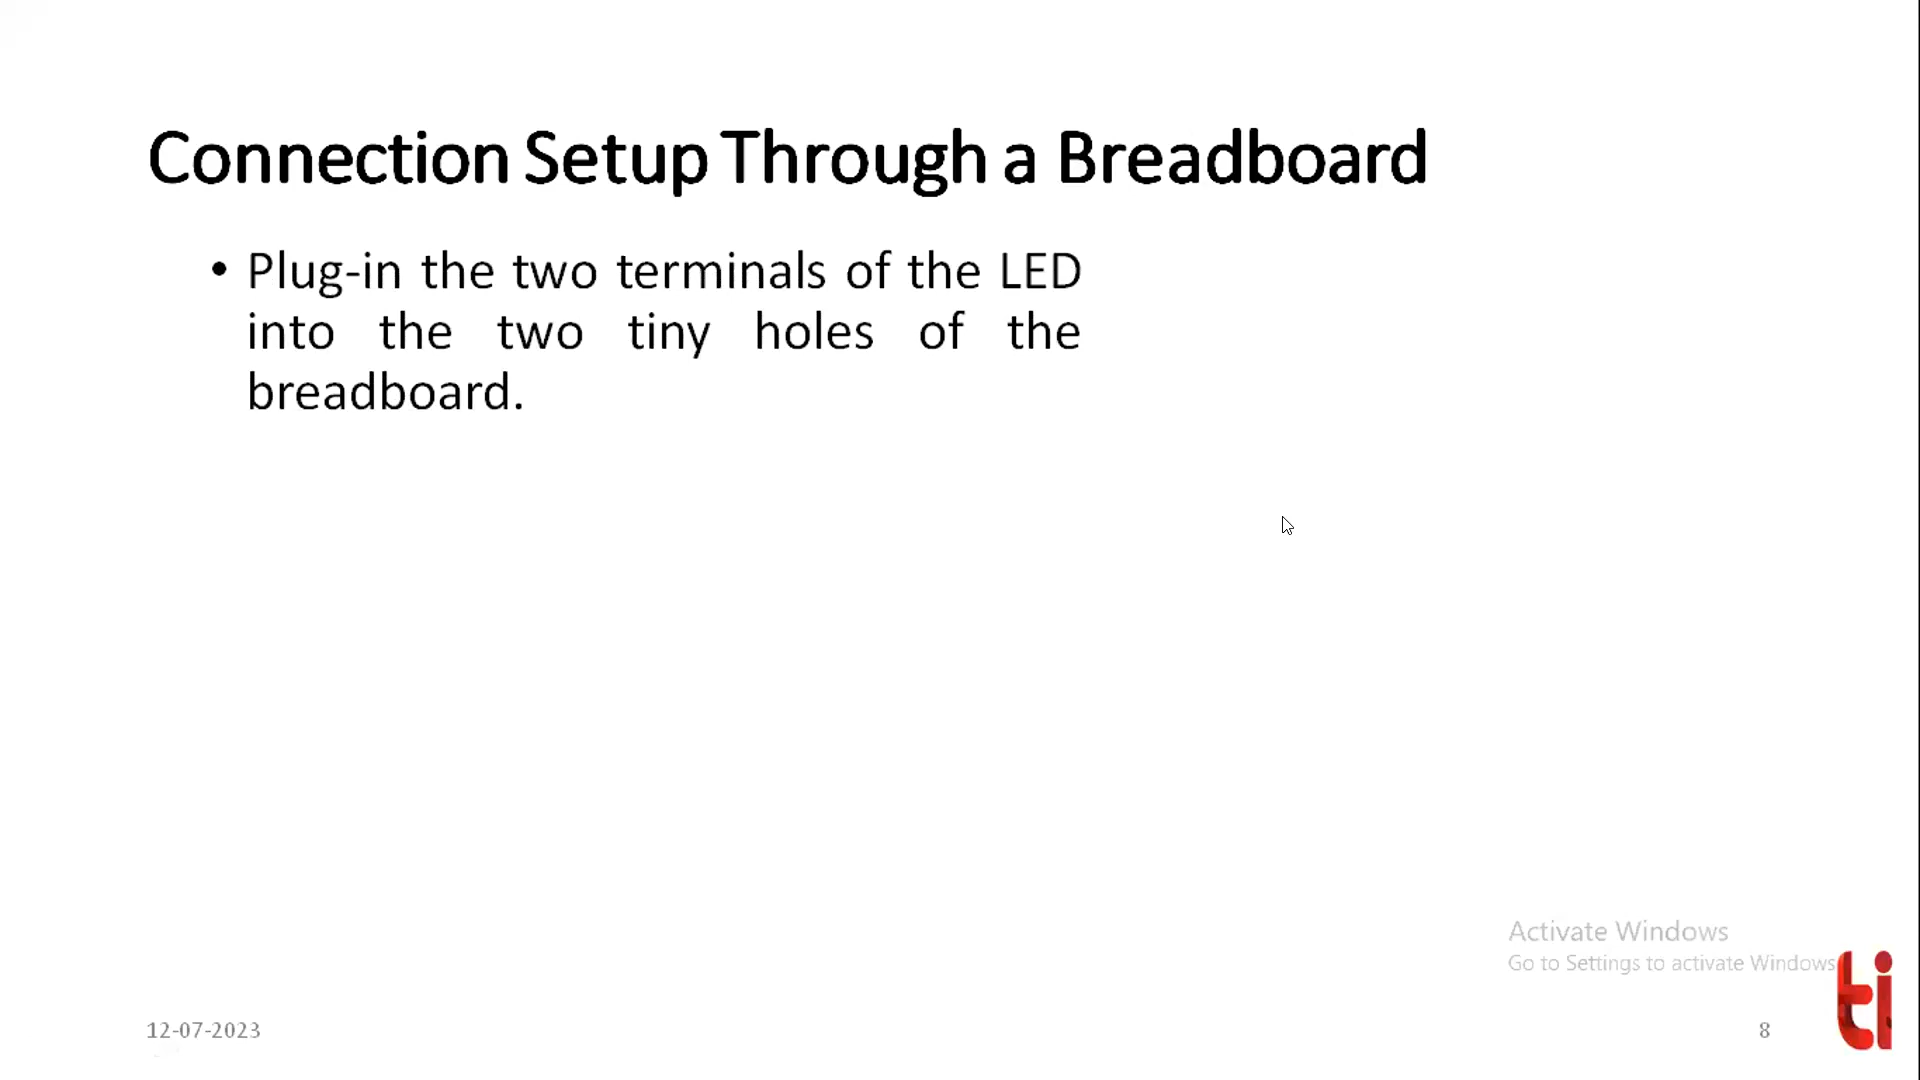 Connection Setup Through a Breadboard
• Plug-in the two terminals of the LED
into the two tiny holes of the
breadboard.
Activate Windows
Go to Settings to activate Windows
ti
12-07-2023
8